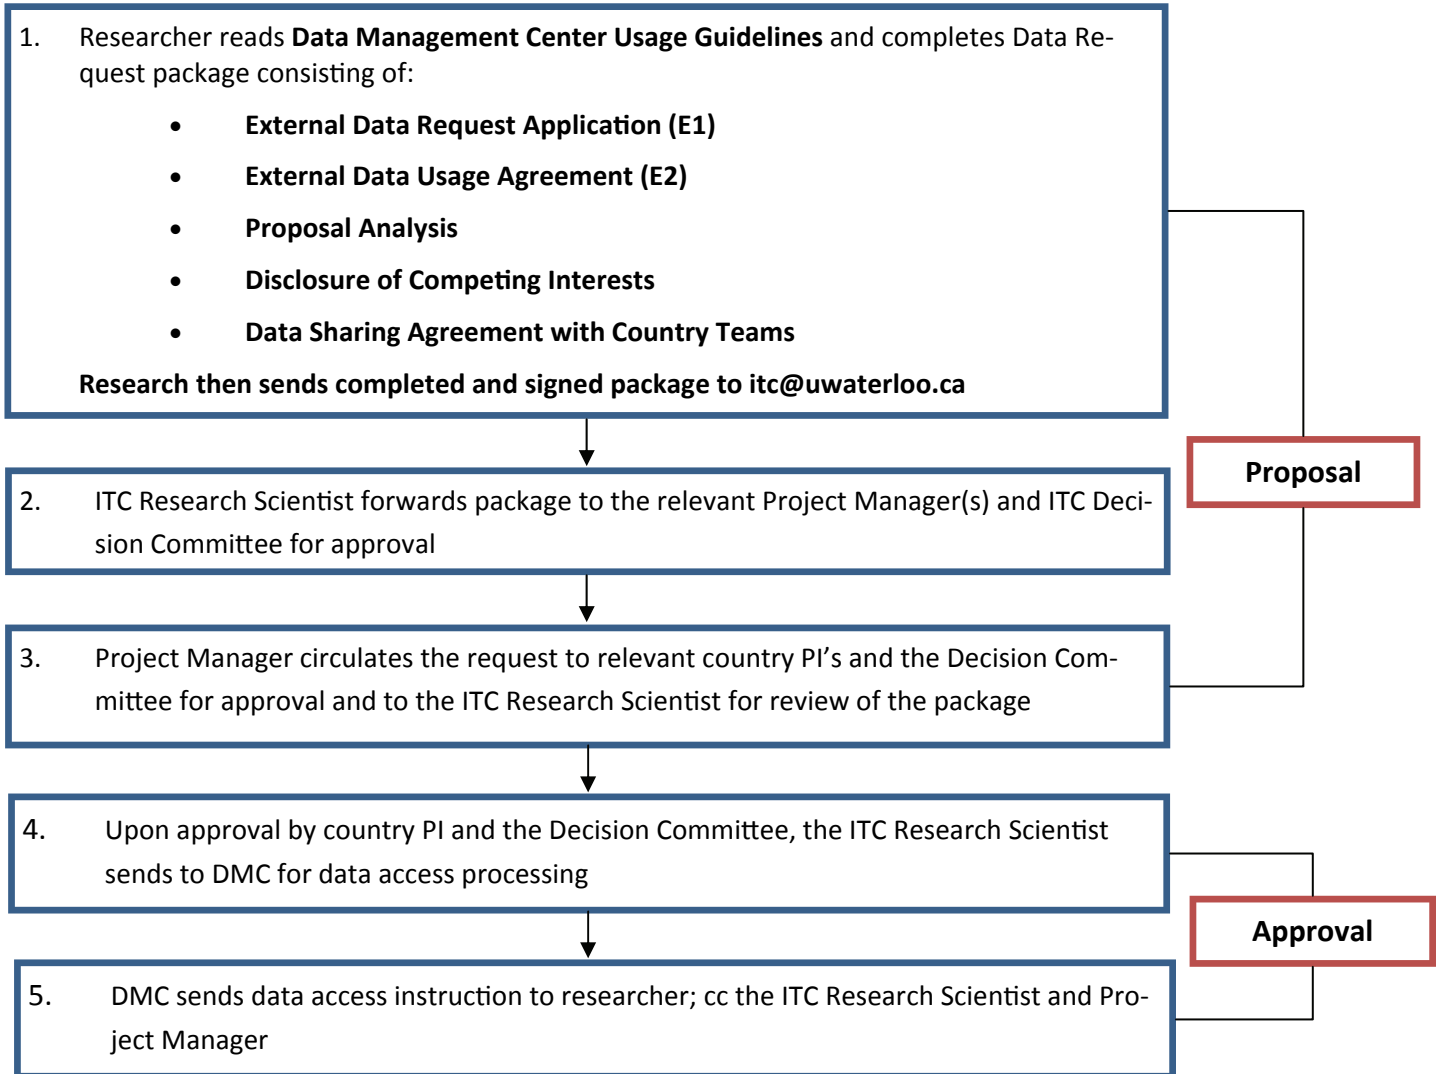 1. Researcher reads Data Management Center Usage Guidelines and completes Data Re-
quest package consisting of:
• External Data Request Application (E1)
• External Data Usage Agreement (E2)
• Proposal Analysis
• Disclosure of Competing Interests
• Data Sharing Agreement with Country Teams
Research then sends completed and signed package to itc@uwaterloo.ca
Proposal
2. ITC Research Scientist forwards package to the relevant Project Manager(s) and ITC Deci-
sion Committee for approval
3. Project Manager circulates the request to relevant country PI’s and the Decision Com-
mittee for approval and to the ITC Research Scientist for review of the package
4. Upon approval by country PI and the Decision Committee, the ITC Research Scientist
sends to DMC for data access processing
Approval
5. DMC sends data access instruction to researcher; cc the ITC Research Scientist and Pro-
ject Manager